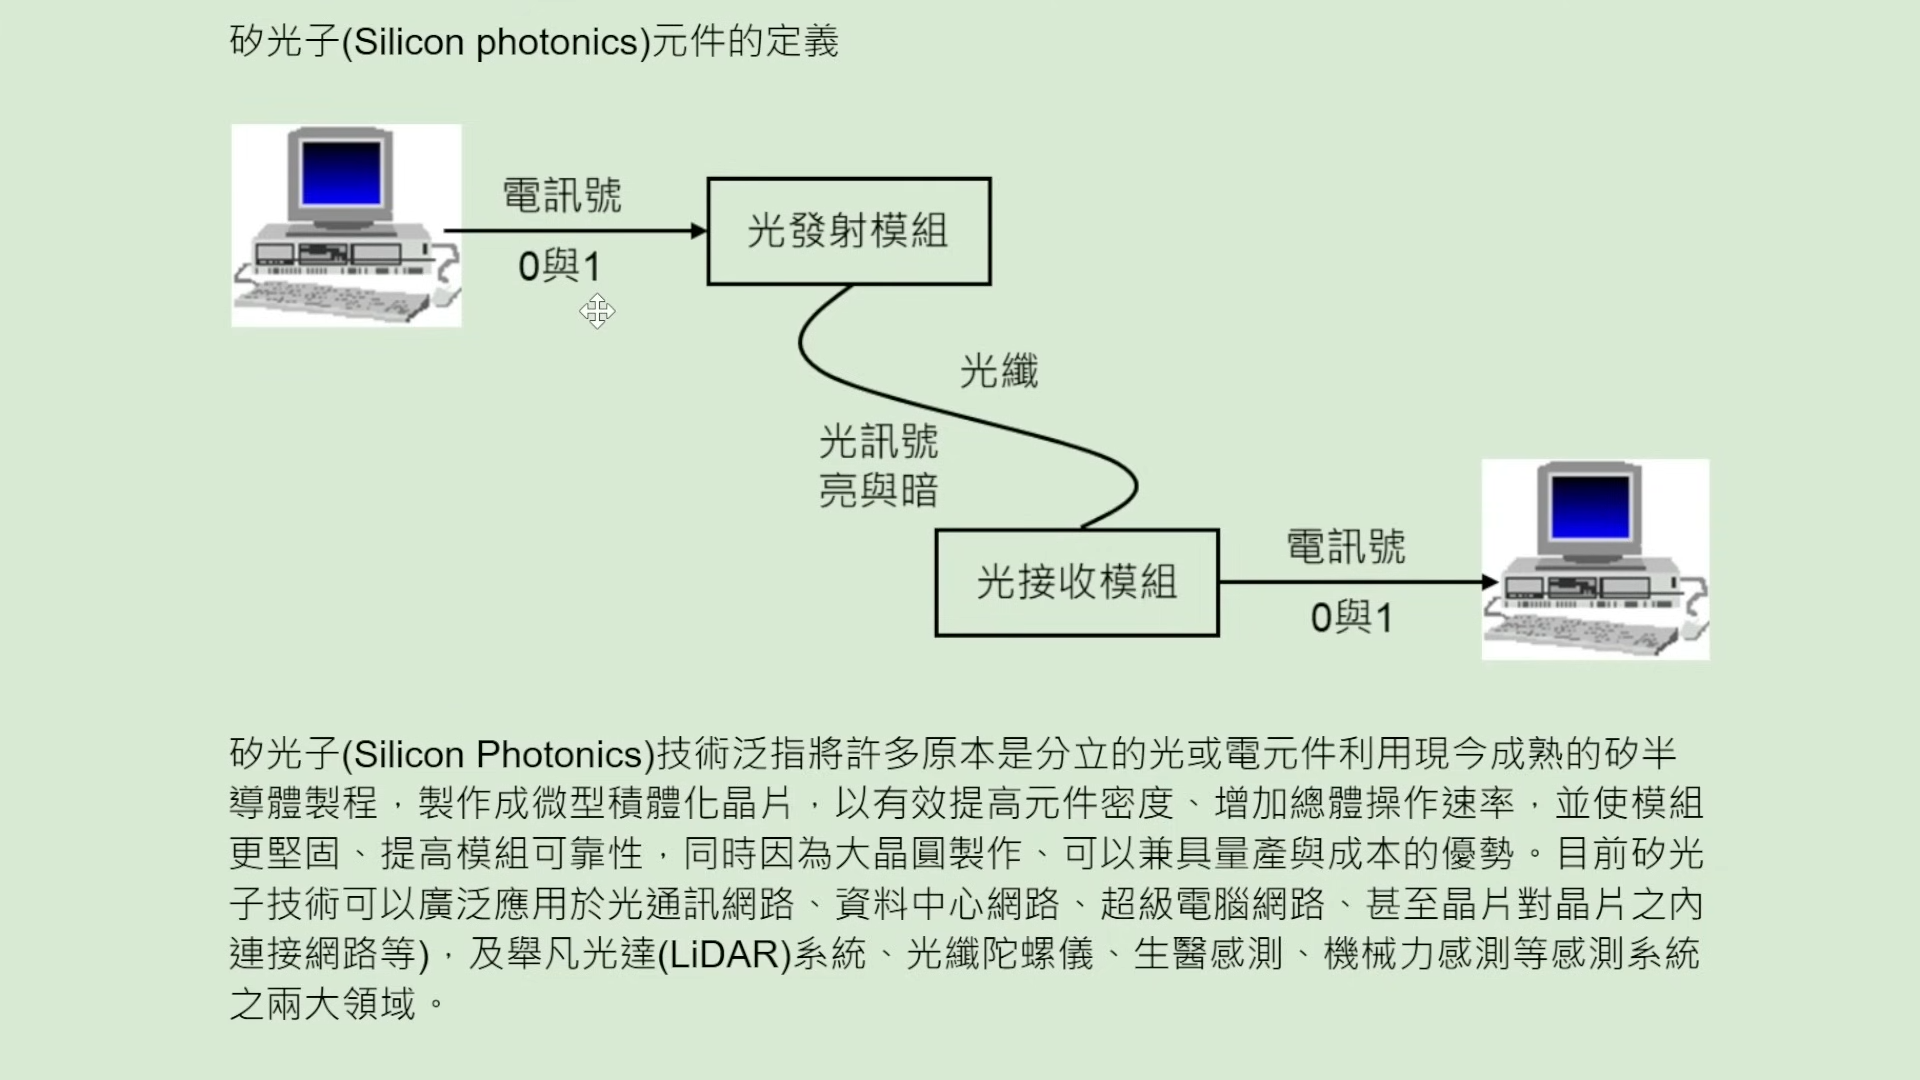 矽光子(Silicon photonics)元件的定義
電訊號
0與1
光發射模組
光纖
光訊號
亮與暗
光接收模組
電訊號
0與1
矽光子(Silicon Photonics)技術泛指將許多原本是分立的光或電元件利用現今成熟的矽半
導體製程，製作成微型積體化晶片，以有效提高元件密度、增加總體操作速率，並使模組
更堅固、提高模組可靠性，同時因為大晶圓製作、可以兼具量產與成本的優勢。目前矽光
子技術可以廣泛應用於光通訊網路、資料中心網路、超級電腦網路、甚至晶片對晶片之內
連接網路等)，及舉凡光達(LiDAR)系統、光纖陀螺儀、生醫感測、機械力感測等感測系統
之兩大領域。